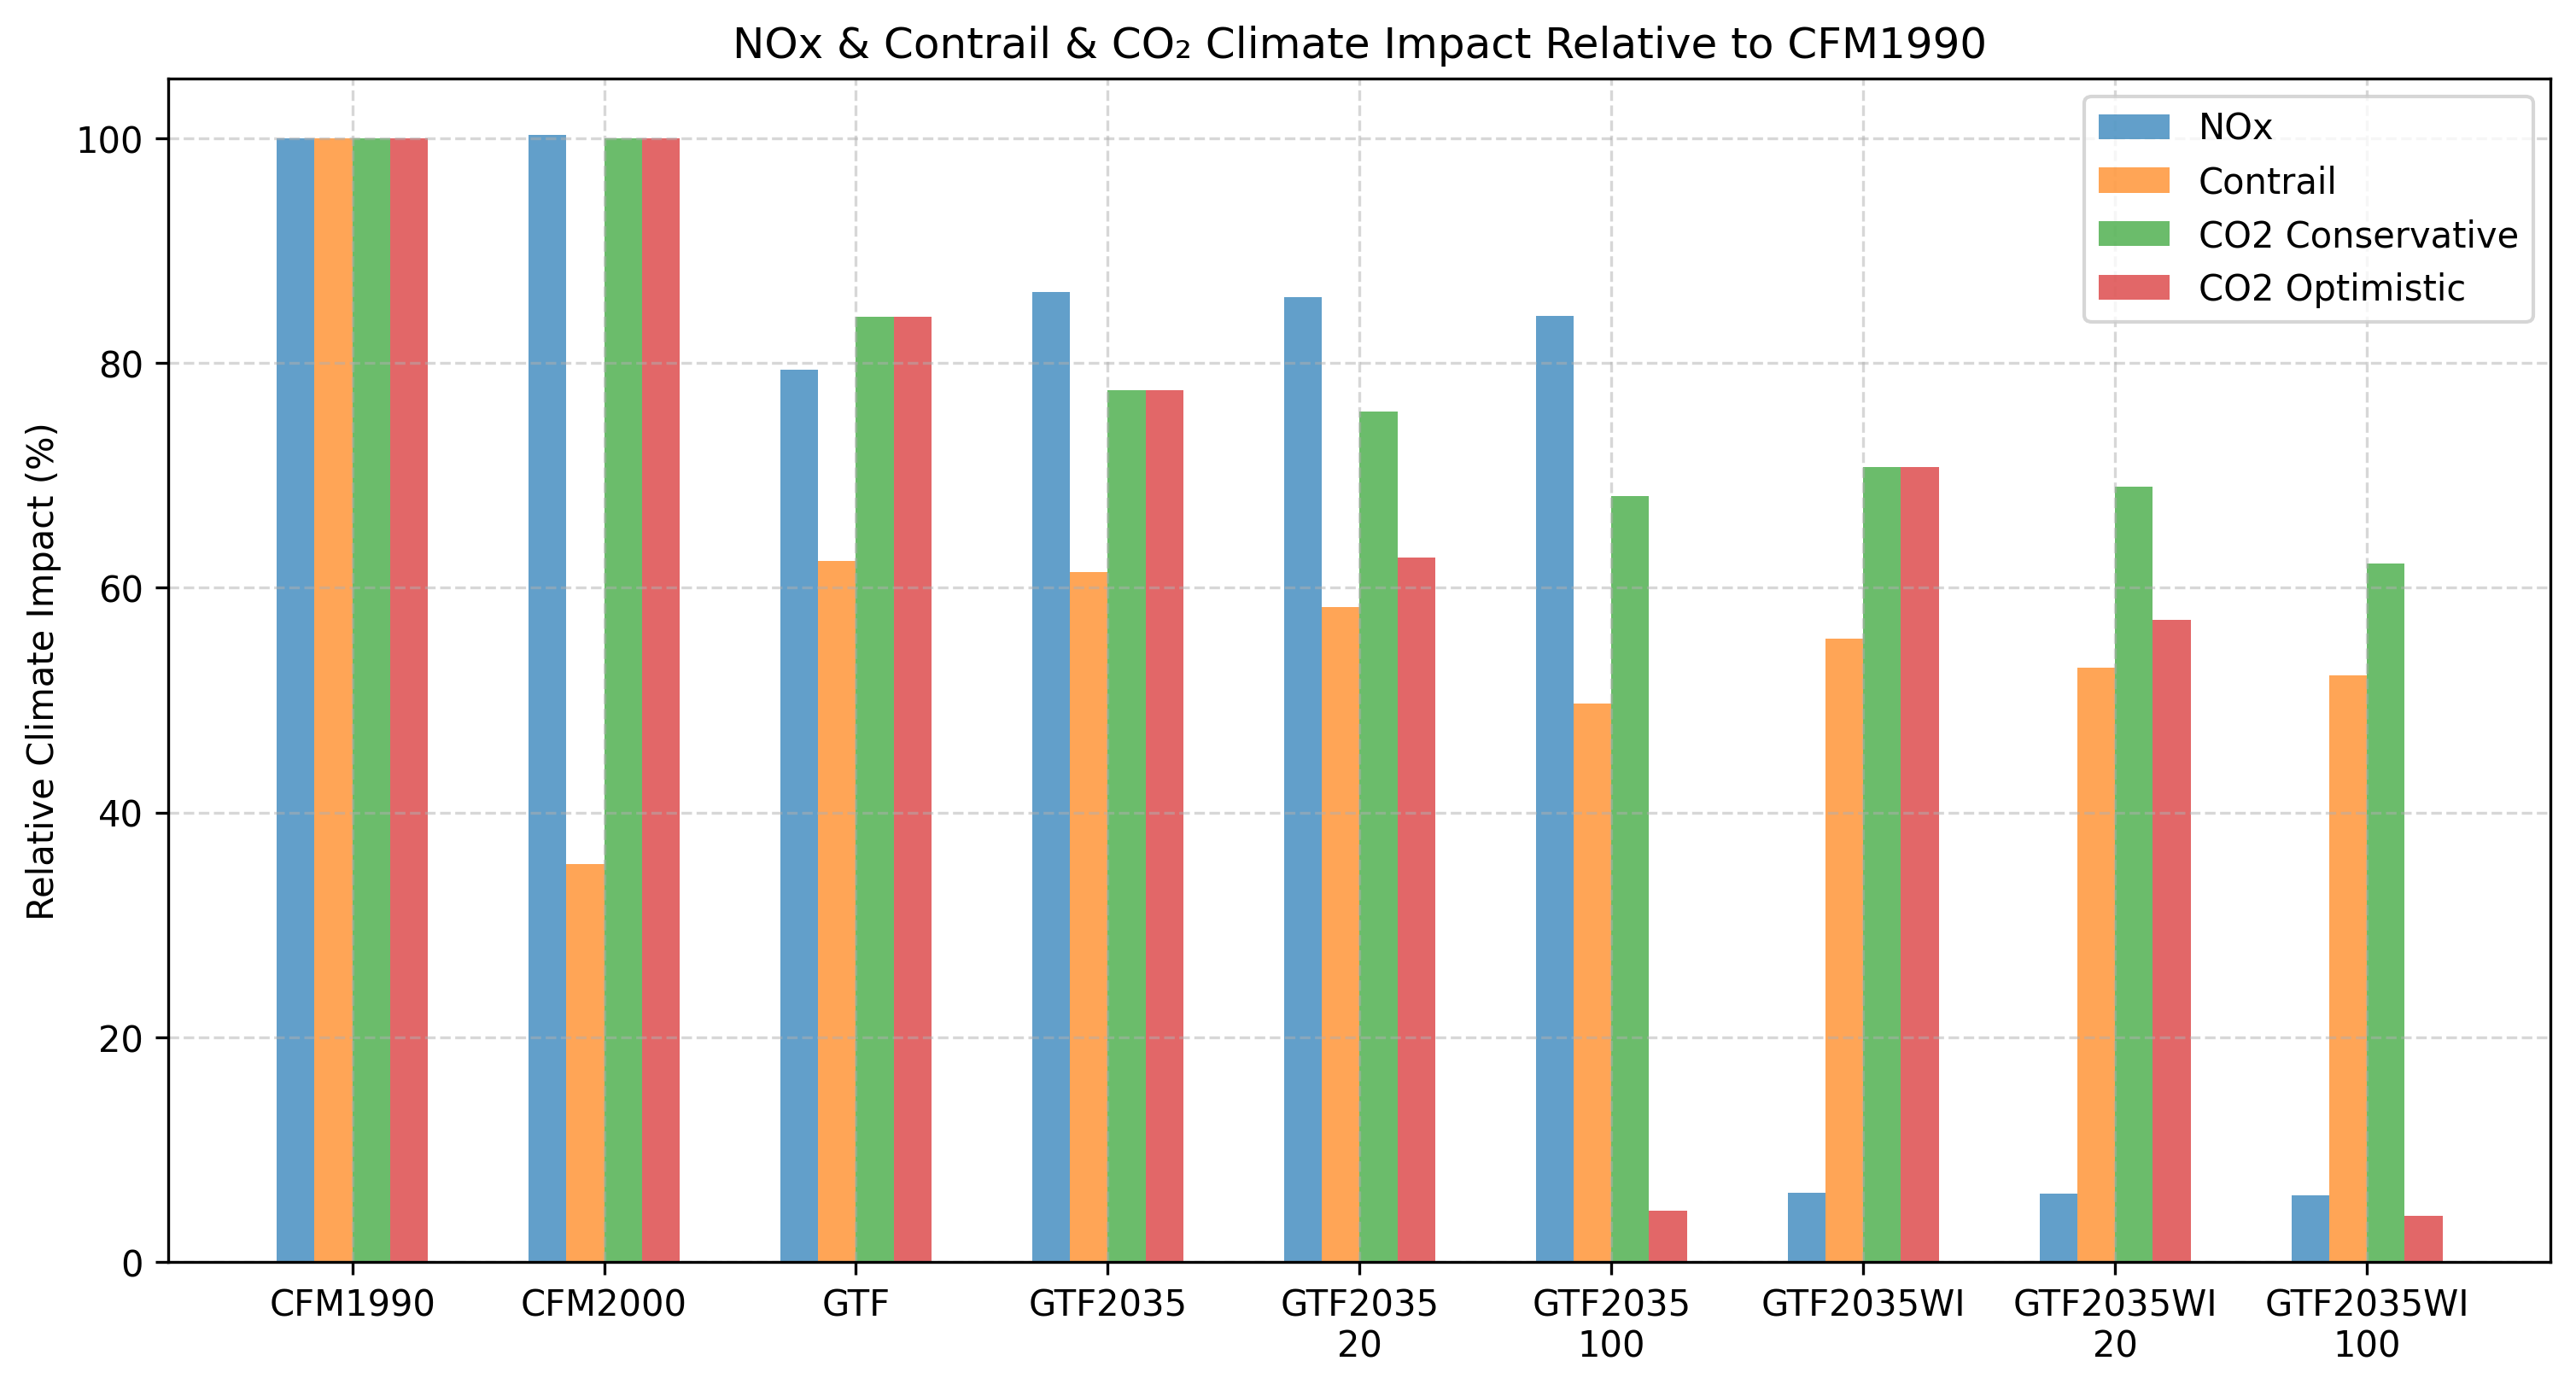 NOx & Contrail & CO₂ Climate Impact Relative to CFM1990
Relative Climate Impact (%)
100
80
60
40
20
0
NOx
Contrail
CO2 Conservative
CO2 Optimistic
CFM1990
CFM2000
GTF
GTF2035
GTF2035
20
GTF2035
100
GTF2035WI
GTF2035WI
20
GTF2035WI
100